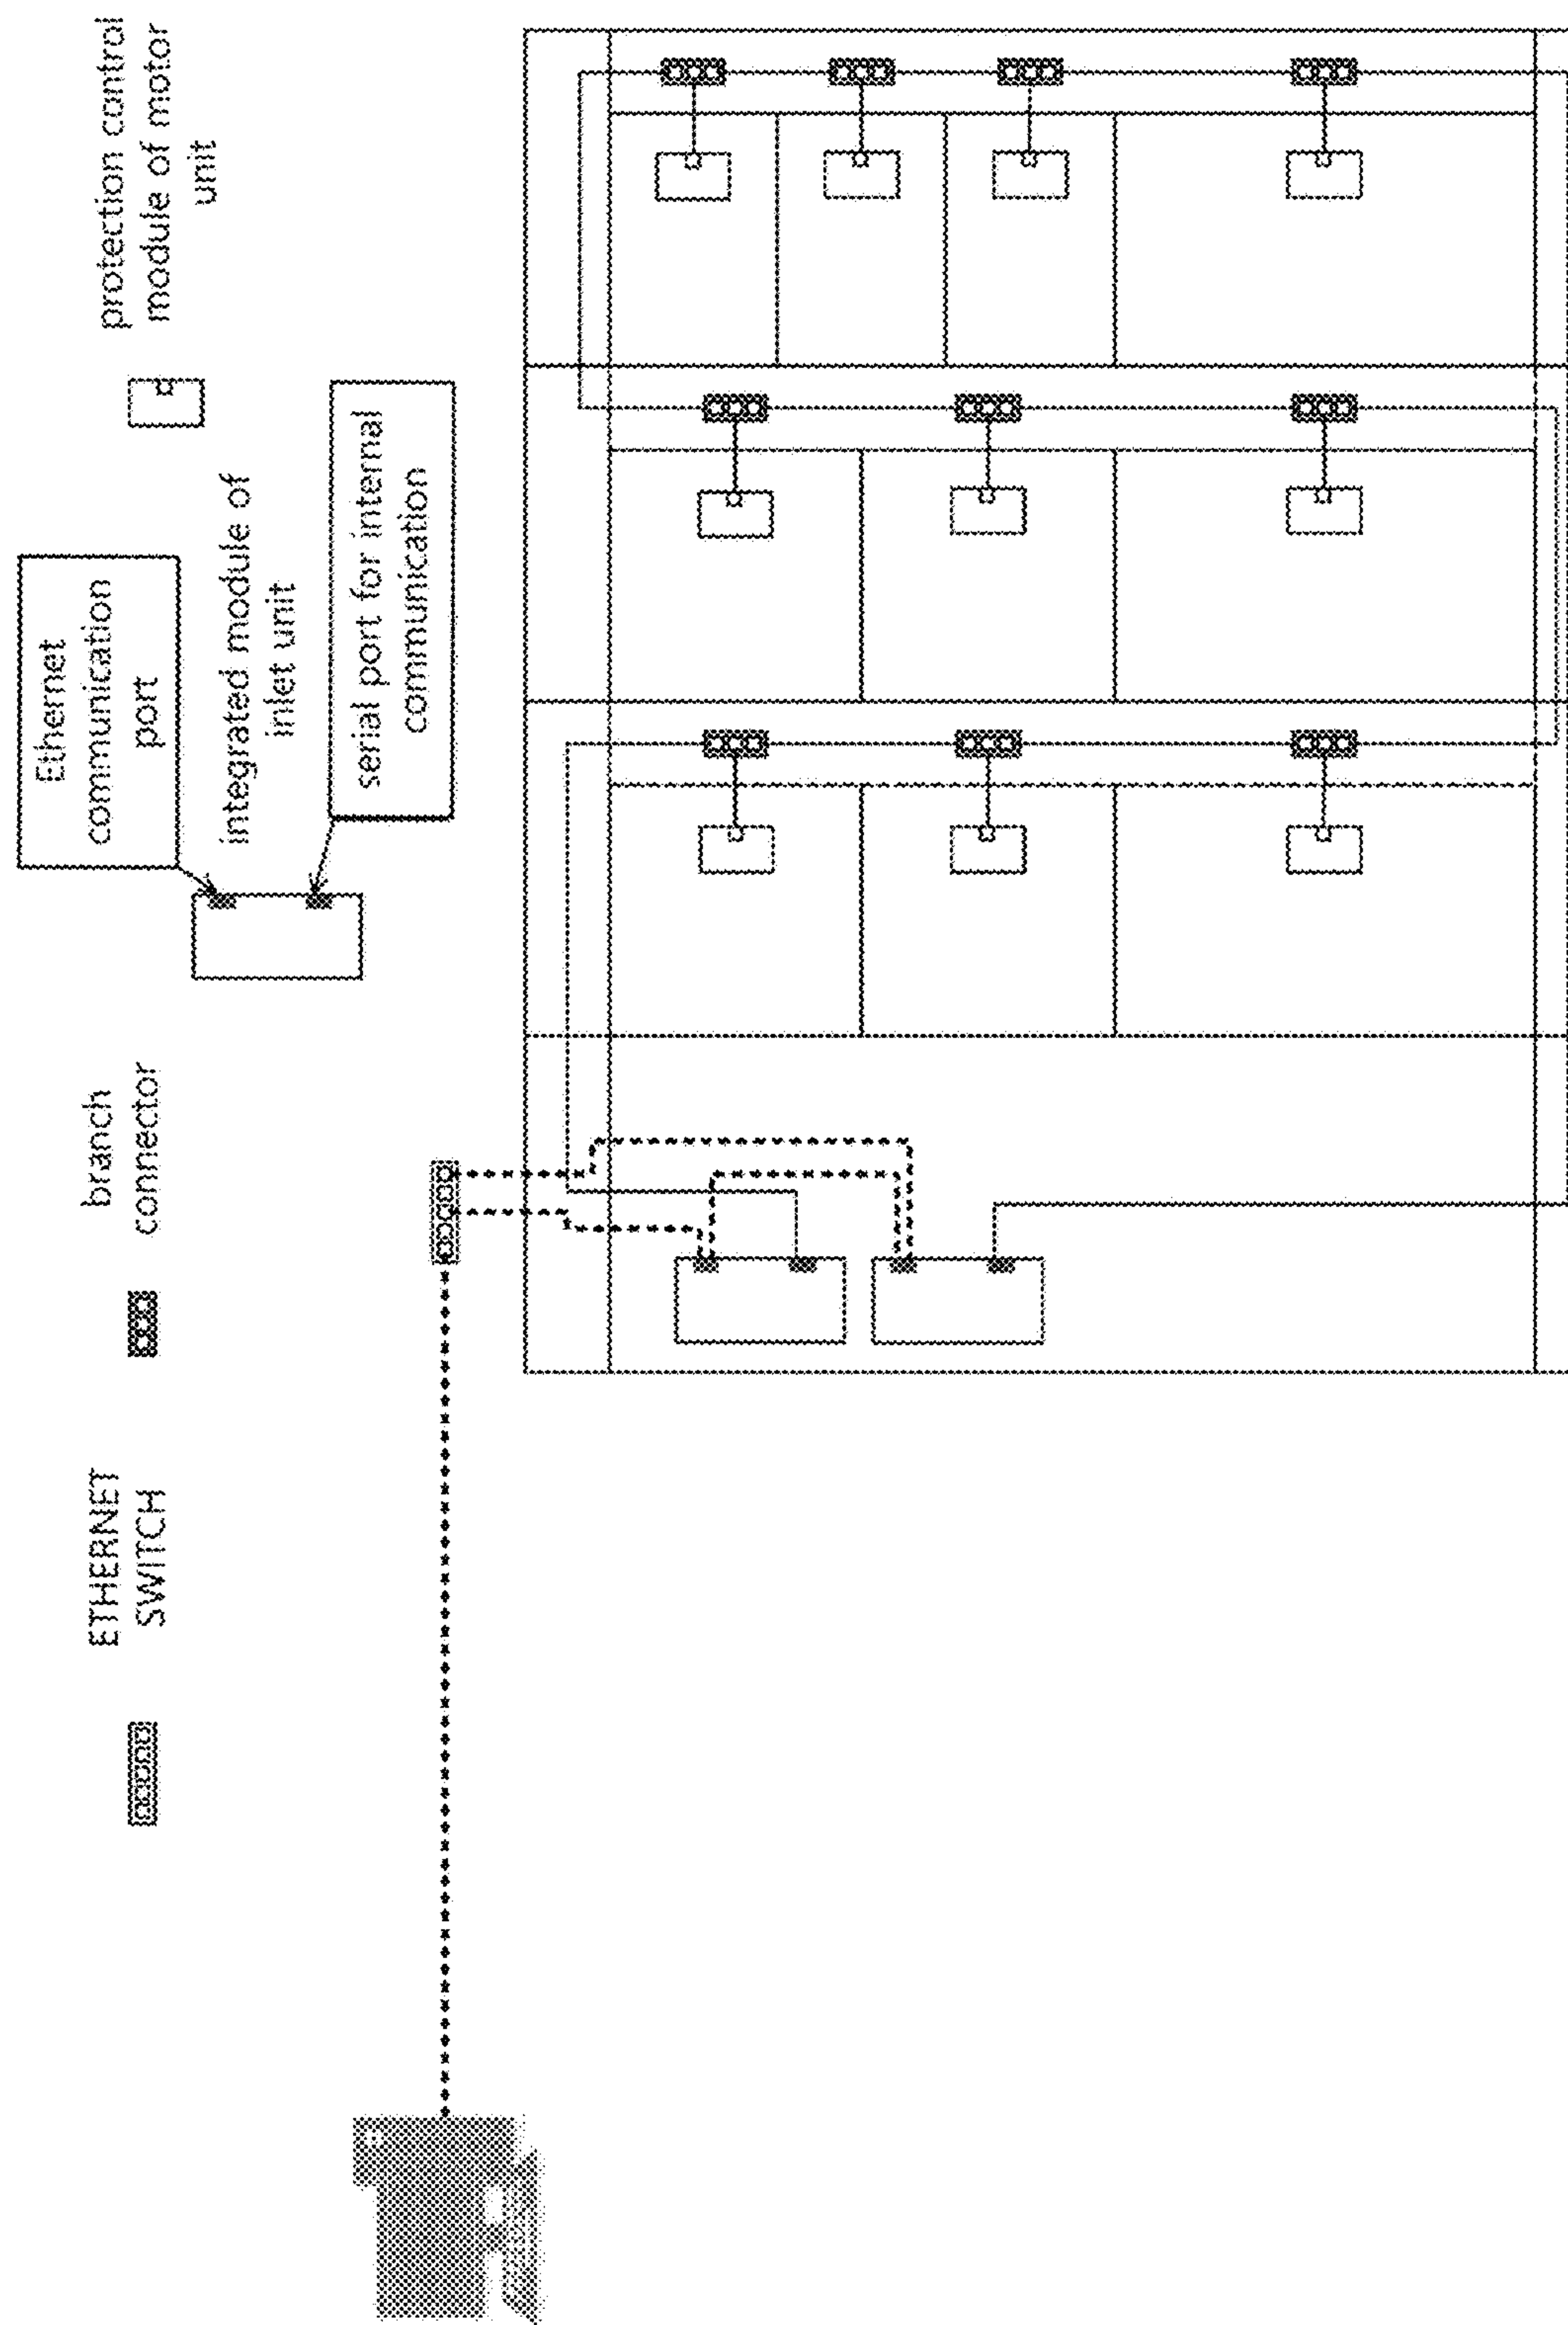 ETHERNET
SWITCH
branch
connector
Ethernet
communication
port
integrated module of
inlet unit
serial port for internal
communication
protection control
module of motor
unit